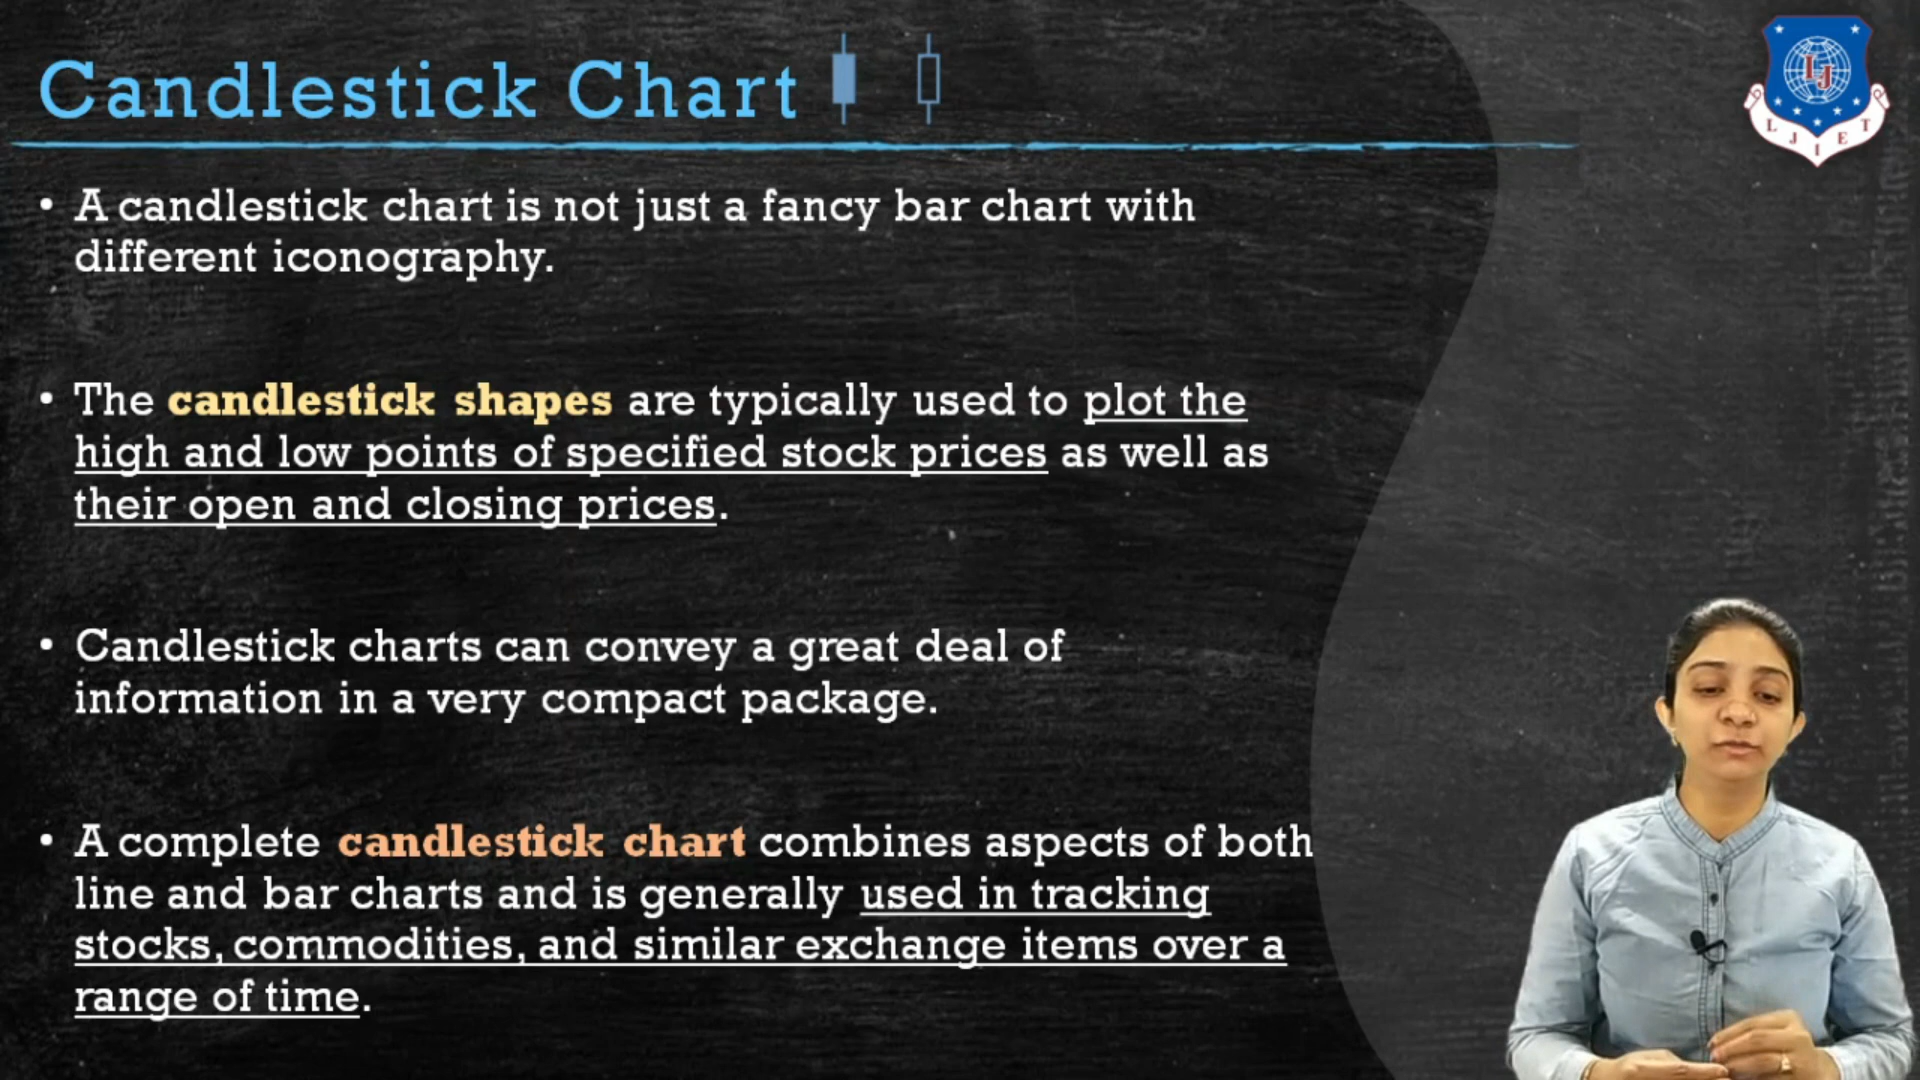 Candlestick Chart
LJIET
• A candlestick chart is not just a fancy bar chart with
different iconography.
• The candlestick shapes are typically used to plot the
high and low points of specified stock prices as well as
their open and closing prices.
• Candlestick charts can convey a great deal of
information in a very compact package.
• A complete candlestick chart combines aspects of both
line and bar charts and is generally used in tracking
stocks, commodities, and similar exchange items over a
range of time.